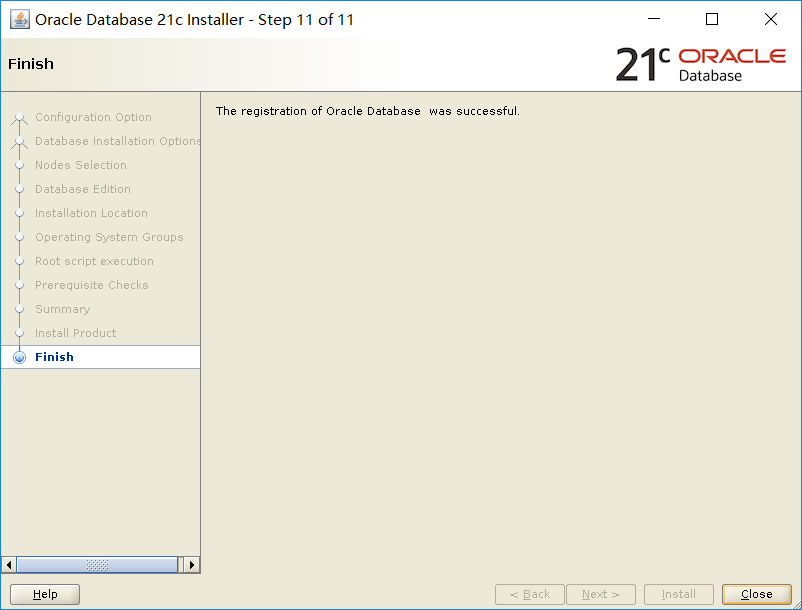 Oracle Database 21c Installer - Step 11 of 11
Finish
21c ORACLE
Database
Configuration Option
Database Installation Options
Nodes Selection
Database Edition
Installation Location
Operating System Groups
Root script execution
Prerequisite Checks
Summary
Install Product
Finish
The registration of Oracle Database  was successful.
Help
< Back
Next >
Install
Close